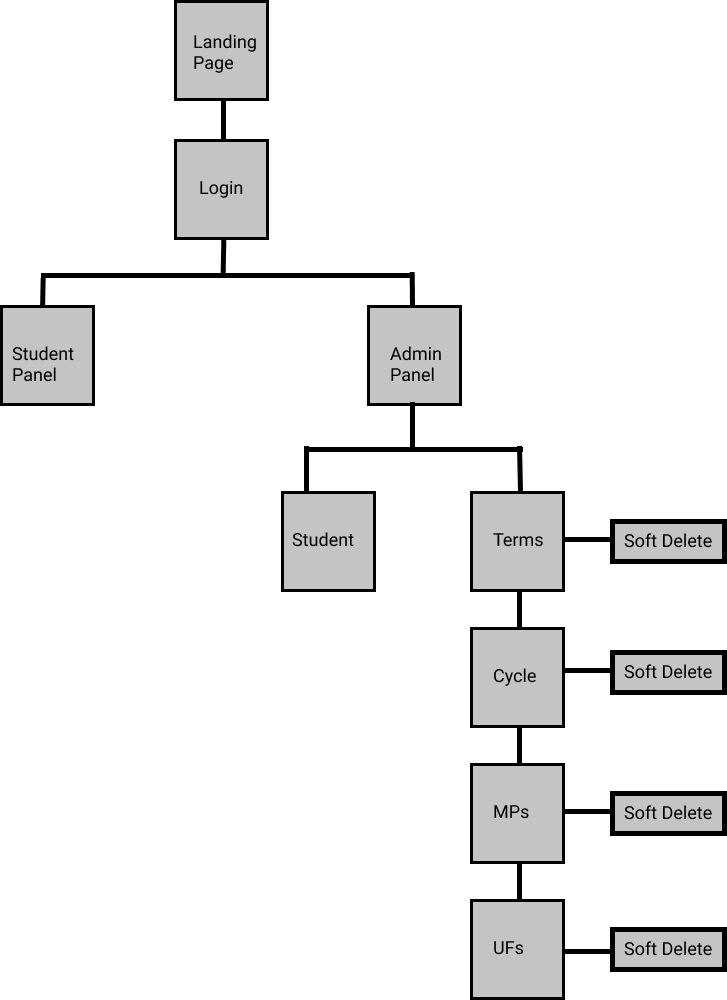 Landing
Page
Login
Student
Panel
Admin
Panel
Student
Terms
Soft Delete
Cycle
Soft Delete
MPs
Soft Delete
UFs
Soft Delete